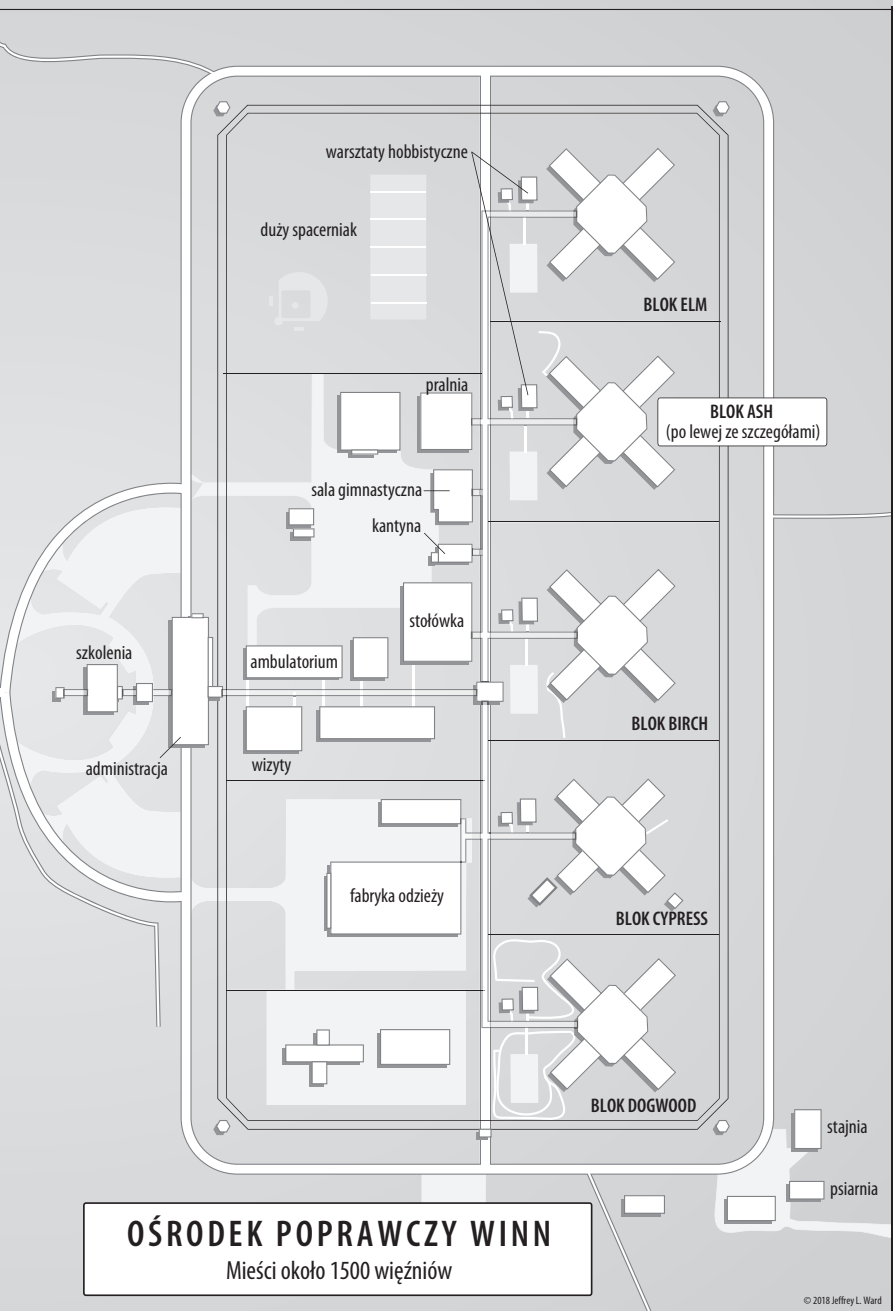 warsztaty hobbistyczne
duży spacerniak
BLOK ELM
pralnia
BLOK ASH
(po lewej ze szczegółami)
sala gimnastyczna
kantyna
stołówka
szkolenia
ambulatorium
BLOK BIRCH
wizyty
administracja
fabryka odzieży
BLOK CYPRESS
BLOK DOGWOOD
stajnia
psiarnia
OŚRODEK POPRAWCZY WINN
Mieści około 1500 więźniów
© 2018 Jeffrey L. Ward